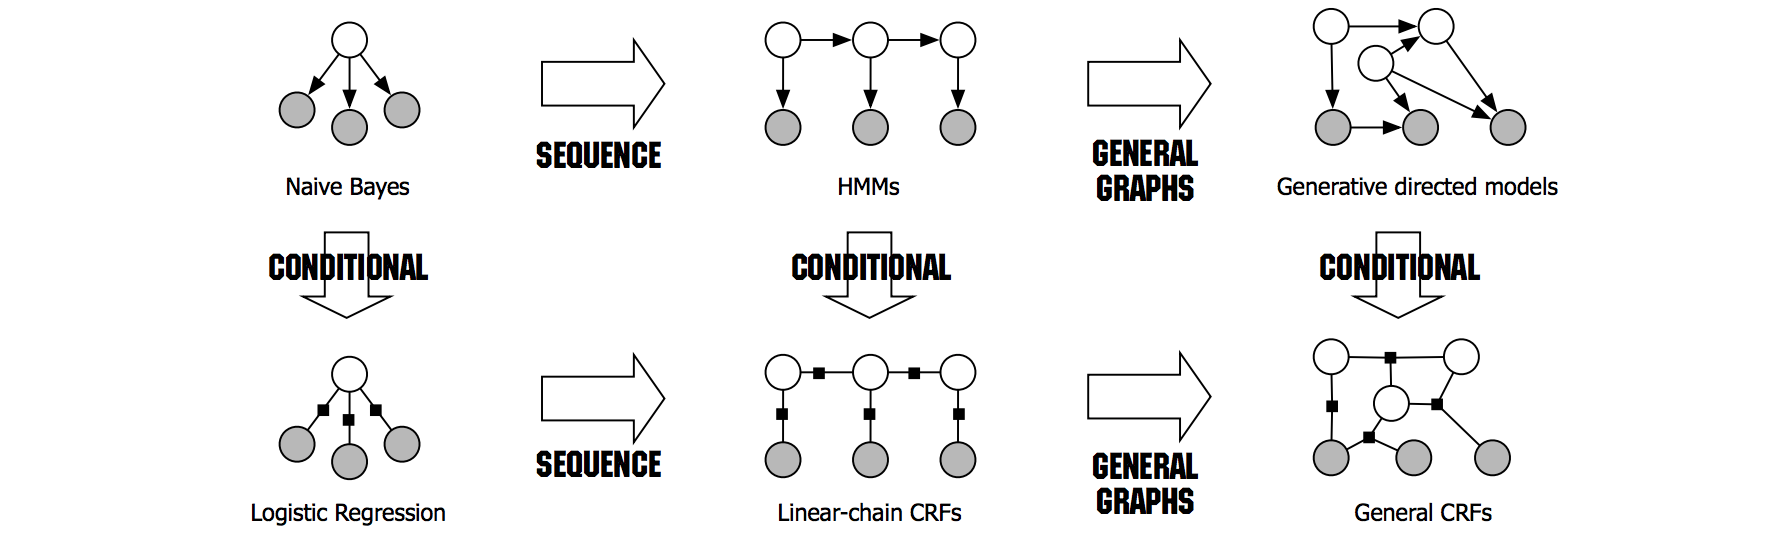 SEQUENCE
GENERAL
GRAPHS
Naive Bayes
HMMs
Generative directed models
CONDITIONAL
CONDITIONAL
CONDITIONAL
SEQUENCE
GENERAL
GRAPHS
Logistic Regression
Linear-chain CRFs
General CRFs